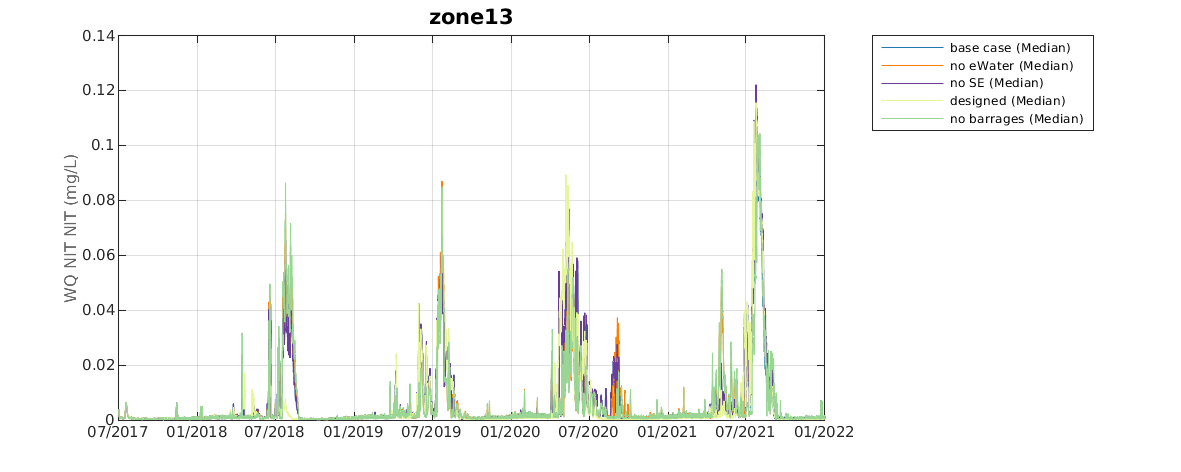 zone13
WQ NIT NIT (mg/L)
0.14
0.12
0.1
0.08
0.06
0.04
0.02
0
07/2017 01/2018 07/2018 01/2019 07/2019 01/2020 07/2020 01/2021 07/2021 01/2022
base case (Median)
no eWater (Median)
no SE (Median)
designed (Median)
no barrages (Median)